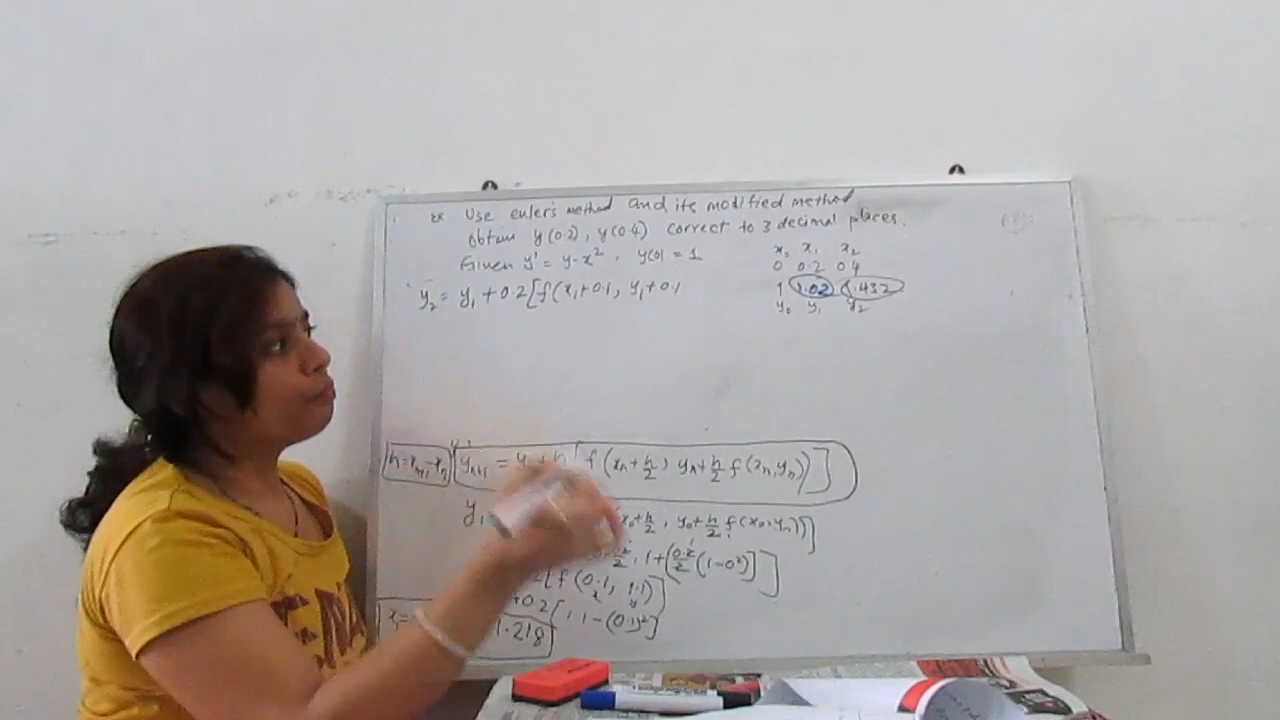 Ex Use euler's method and its modified method
obtain y(0.2), y(0.4) correct to 3 decimal places.
Given y' = y-x², y(0) = 1
x₀ x₁ x₂
0 0.2 0.4
1 1.02 1.432
y₀ y₁ y₂
y₂ = y₁ + 0.2[f(x₁+0.1, y₁+0.1
h = xₙ₊₁ - xₙ
yₙ₊₁ = y + h [f(xₙ + h/2, yₙ + h/2 f(xₙ, yₙ))]
y₁ = x₀+h/2, y₀+h/2 f(x₀, yₙ))]
/2, 1+(0.2/2 (1-0²)]]
2[f(0.1, 1.1)]
x y
+0.2[1.1-(0.1)²]
1.218